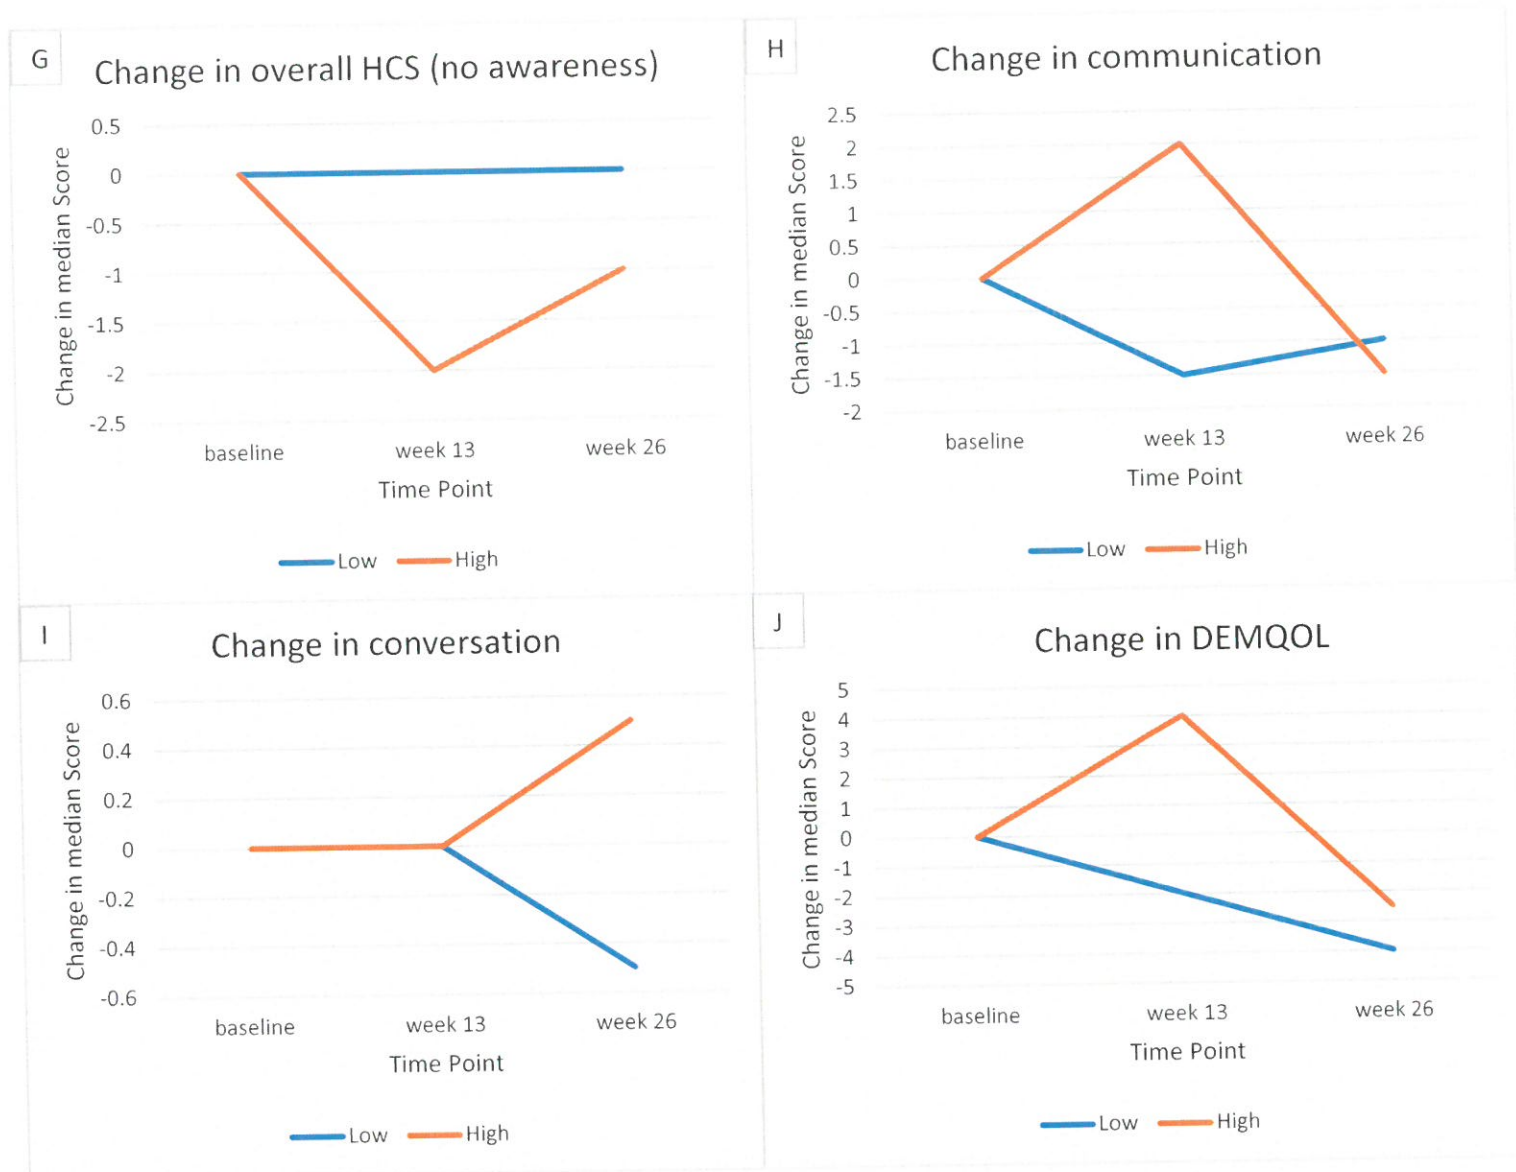 G
Change in overall HCS (no awareness)
Change in median Score
0.5
0
-0.5
-1
-1.5
-2
-2.5
baseline
week 13
week 26
Time Point
Low
High
H
Change in communication
Change in median Score
2.5
2
1.5
1
0.5
0
-0.5
-1
-1.5
-2
baseline
week 13
week 26
Time Point
Low
High
I
Change in conversation
Change in median Score
0.6
0.4
0.2
0
-0.2
-0.4
-0.6
baseline
week 13
week 26
Time Point
Low
High
J
Change in DEMQOL
Change in median Score
5
4
3
2
1
0
-1
-2
-3
-4
-5
baseline
week 13
week 26
Time Point
Low
High